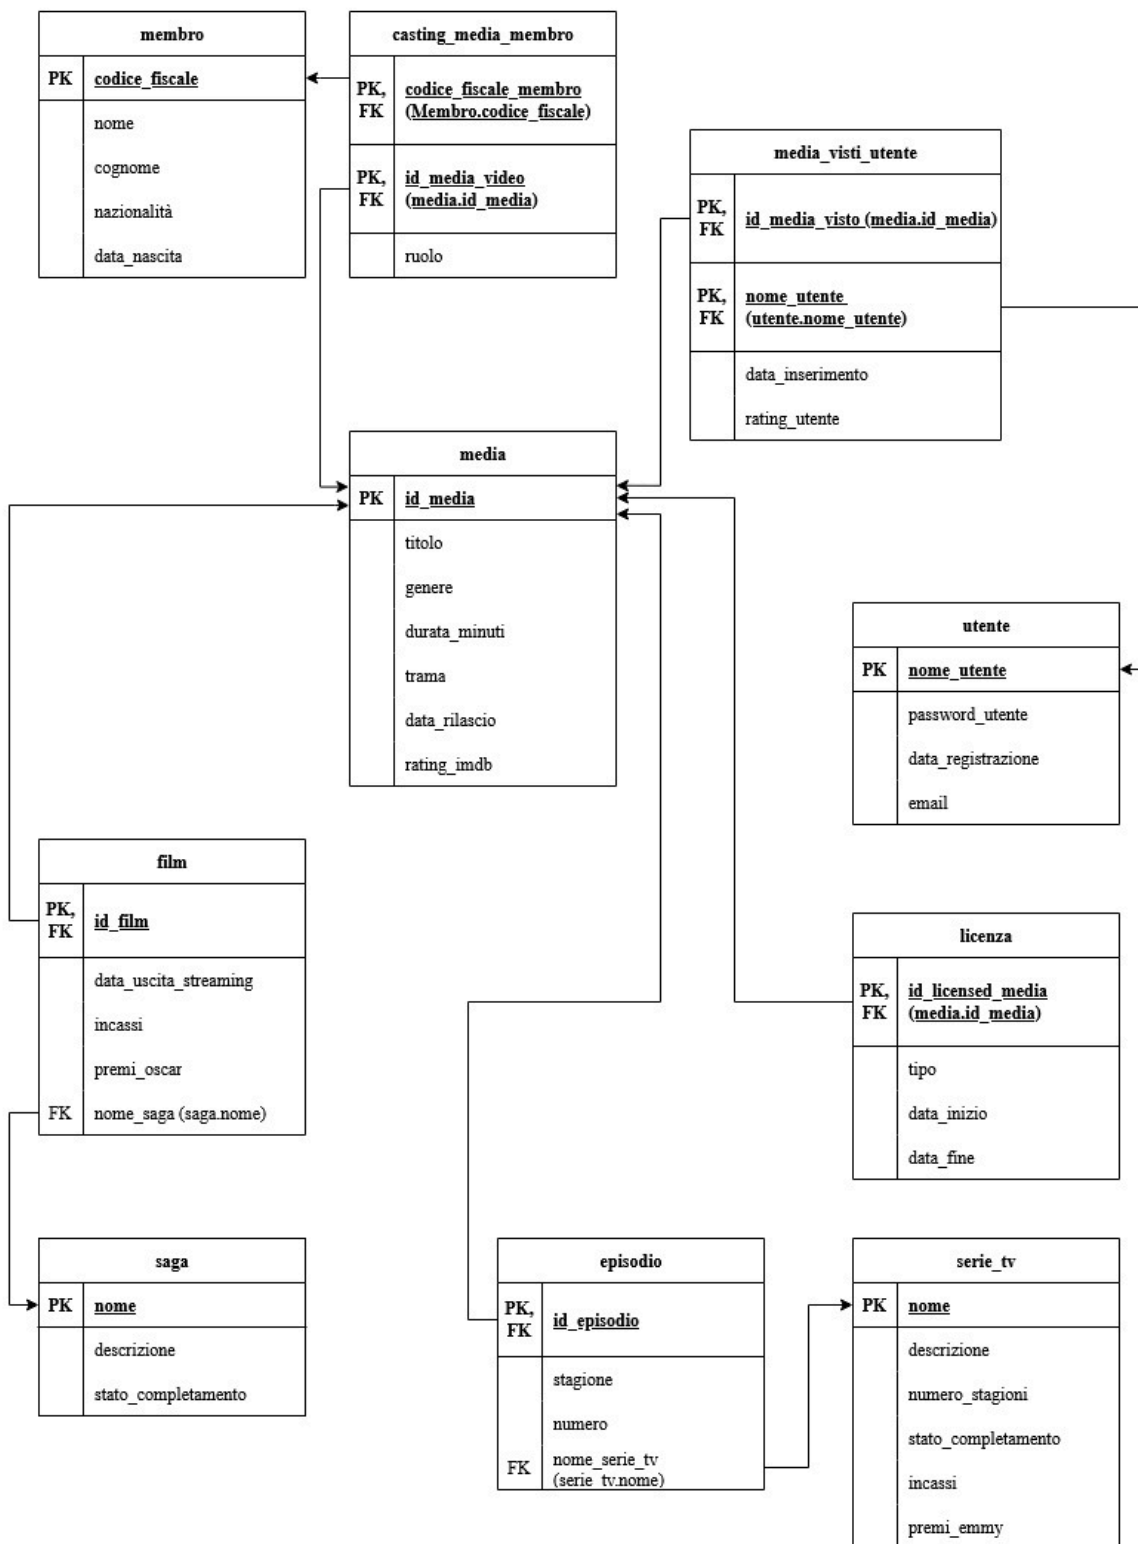 membro
PK codice_fiscale
nome
cognome
nazionalità
data_nascita
casting_media_membro
PK, FK codice_fiscale_membro
(Membro.codice_fiscale)
PK, FK id_media_video
(media.id_media)
ruolo
media_visti_utente
PK, FK id_media_visto (media.id_media)
PK, FK nome_utente
(utente.nome_utente)
data_inserimento
rating_utente
media
PK id_media
titolo
genere
durata_minuti
trama
data_rilascio
rating_imdb
utente
PK nome_utente
password_utente
data_registrazione
email
film
PK, FK id_film
data_uscita_streaming
incassi
premi_oscar
FK nome_saga (saga.nome)
licenza
PK, FK id_licensed_media
(media.id_media)
tipo
data_inizio
data_fine
saga
PK nome
descrizione
stato_completamento
episodio
PK, FK id_episodio
stagione
numero
FK nome_serie_tv
(serie_tv.nome)
serie_tv
PK nome
descrizione
numero_stagioni
stato_completamento
incassi
premi_emmy